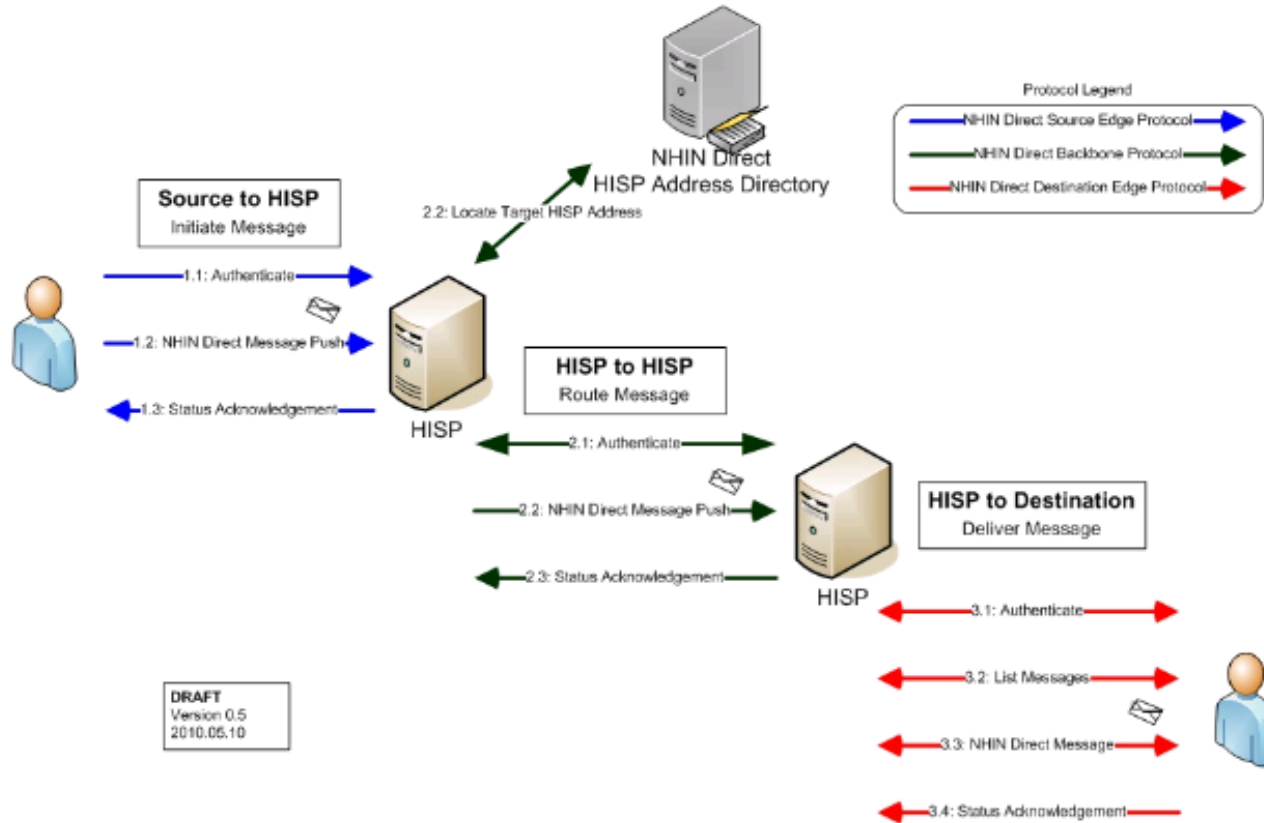 Protocol Legend
NHIN Direct Source Edge Protocol
NHIN Direct Backbone Protocol
NHIN Direct Destination Edge Protocol
NHIN Direct
HISP Address Directory
2.2: Locate Target HISP Address
Source to HISP
Initiate Message
1.1: Authenticate
1.2: NHIN Direct Message Push
1.3: Status Acknowledgement
HISP
HISP to HISP
Route Message
2.1: Authenticate
2.2: NHIN Direct Message Push
2.3: Status Acknowledgement
HISP
HISP to Destination
Deliver Message
3.1: Authenticate
3.2: List Messages
3.3: NHIN Direct Message
3.4: Status Acknowledgement
DRAFT
Version 0.5
2010.05.10